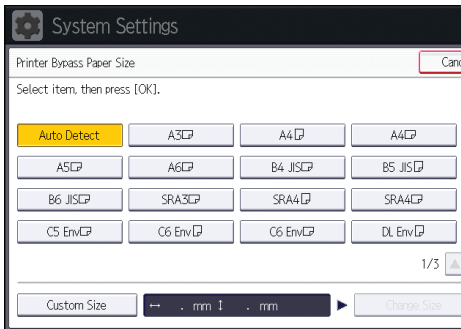 System Settings
Printer Bypass Paper Size
Select item, then press [OK].
Auto Detect A3 A4 A4
A5 A6 B4 JIS B5 JIS
B6 JIS SRA3 SRA4 SRA4
C5 Env C6 Env C6 Env DL Env
1/3
Custom Size ↔ . mm ↕ . mm ▶ Change Size